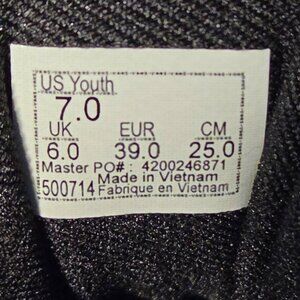 US Youth
7.0
UK EUR CM
6.0 39.0 25.0
Master PO# : 4200246871
Made in Vietnam
500714 Fabrique en Vietnam